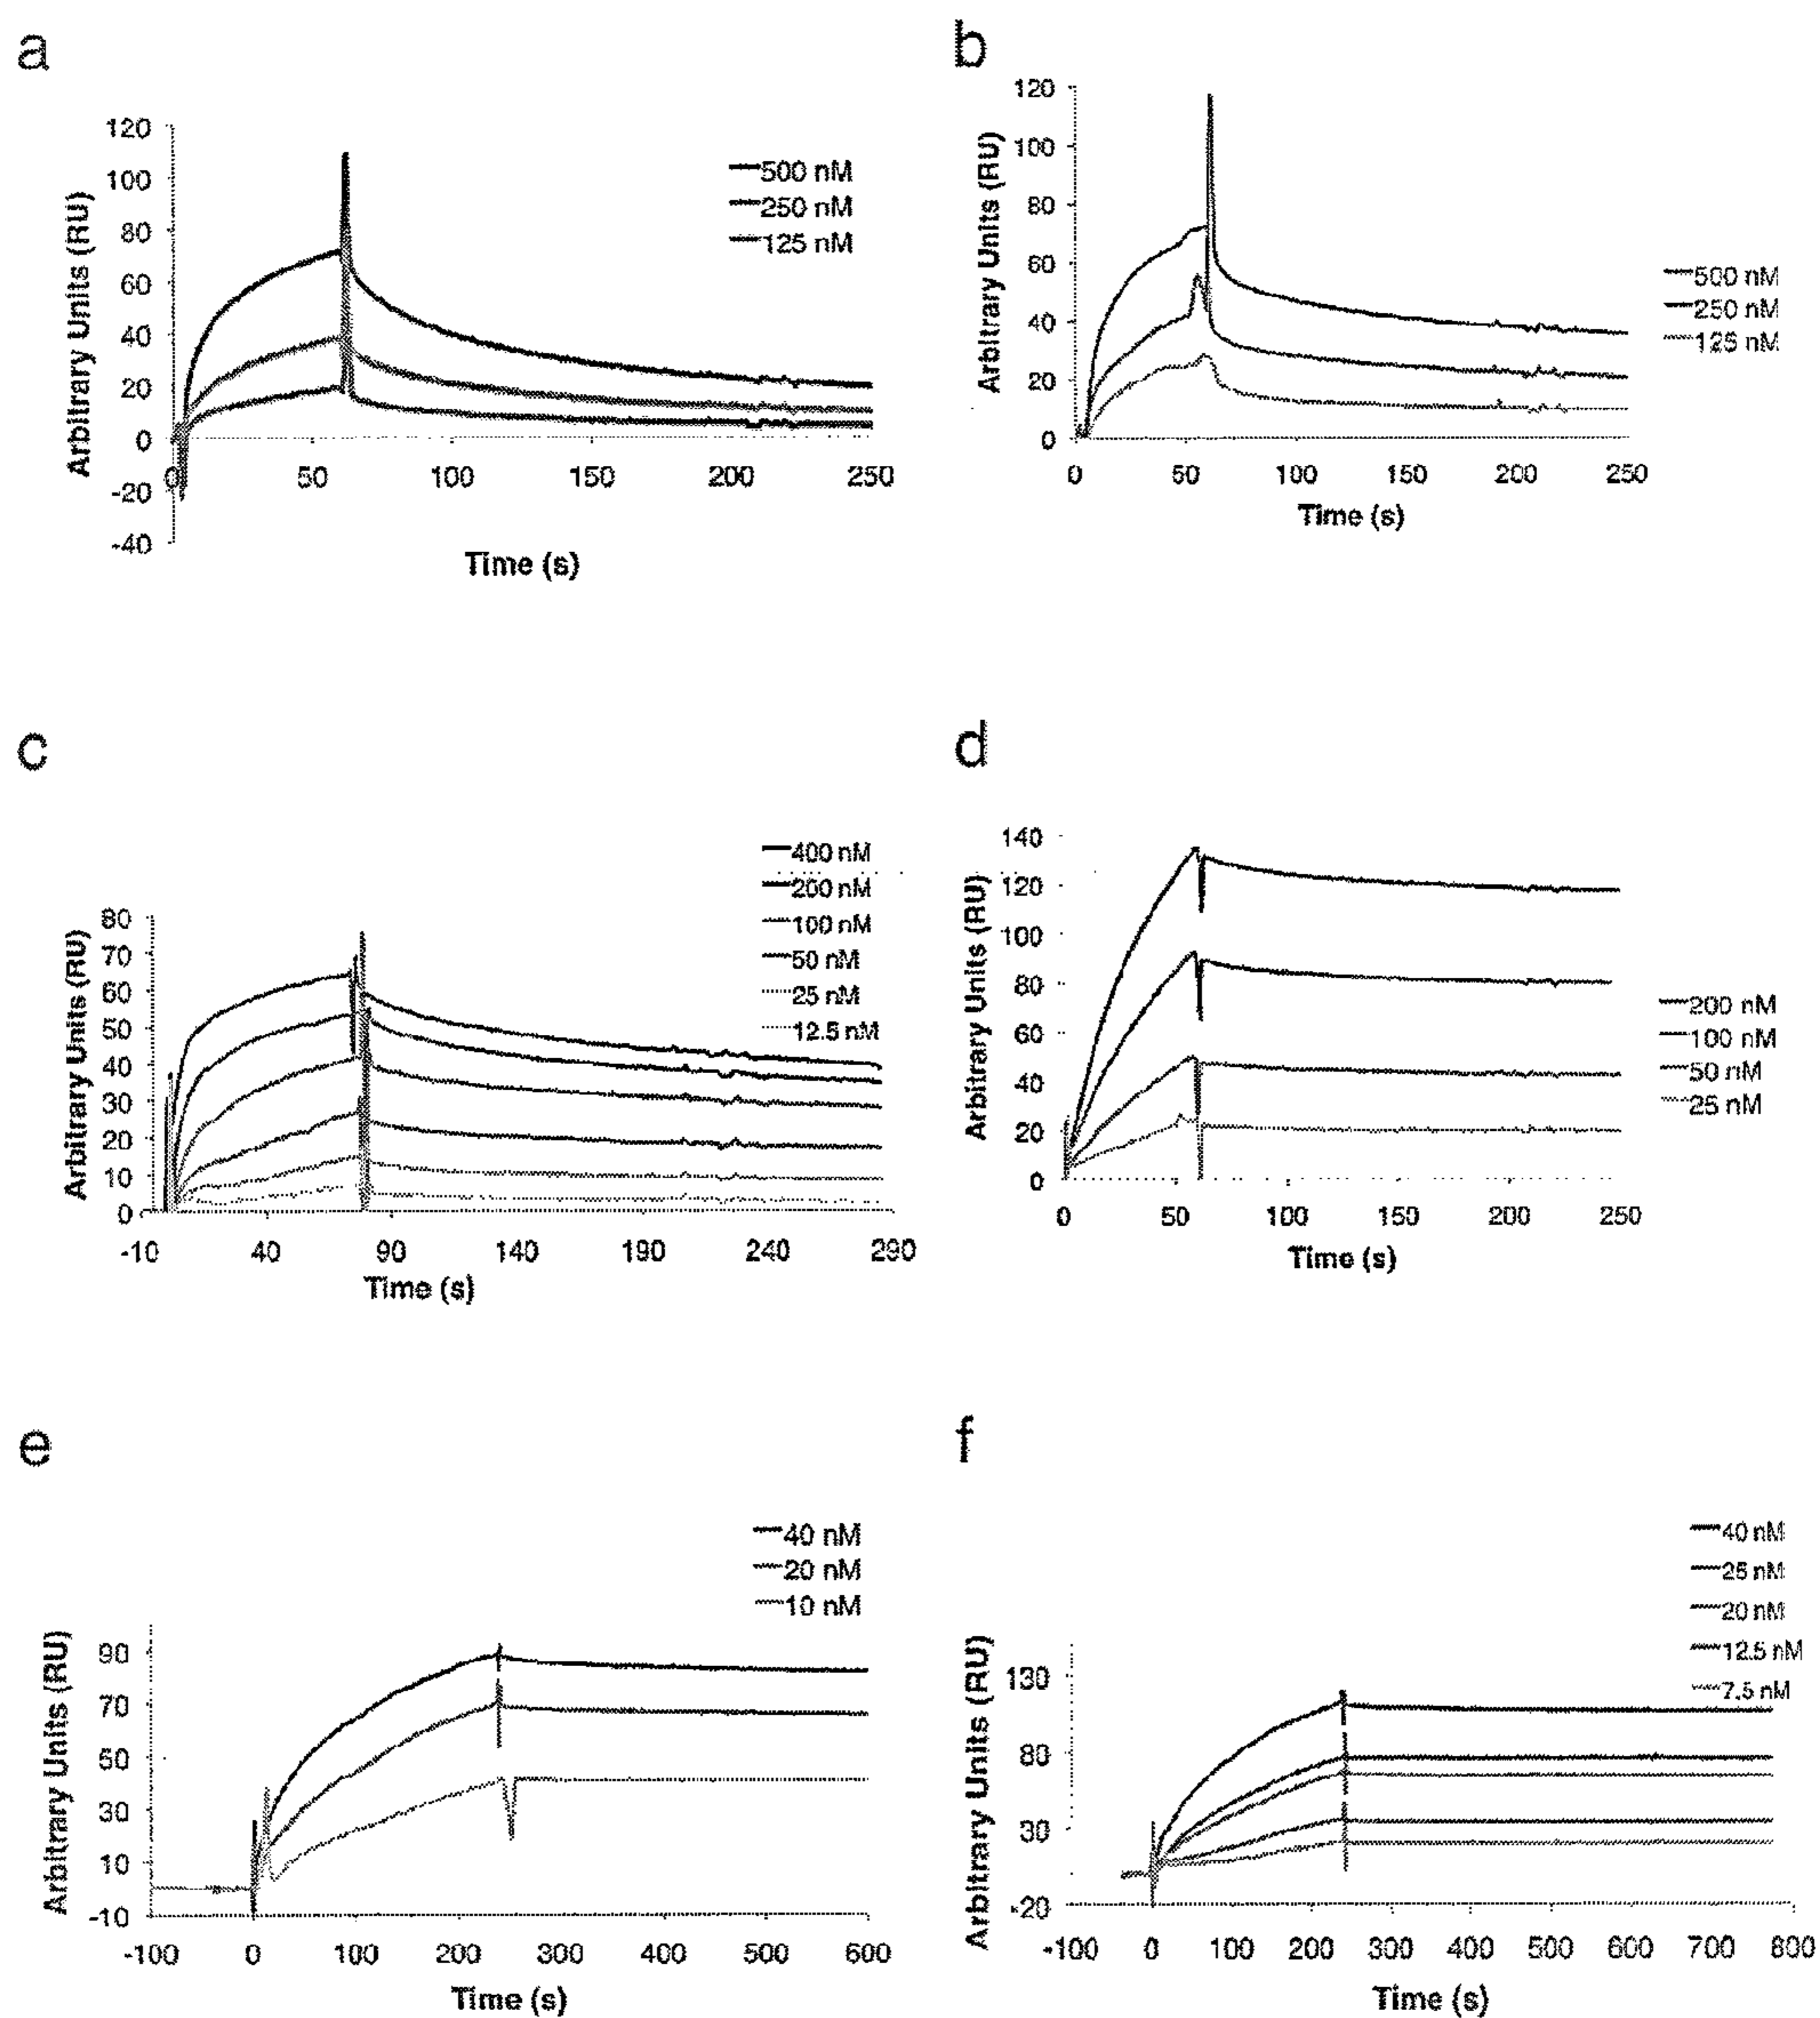 a
120
100
80
60
40
20
0
-20
-40
Arbitrary Units (RU)
0 50 100 150 200 250
Time (s)
500 nM
250 nM
125 nM
b
120
100
80
60
40
20
0
Arbitrary Units (RU)
0 50 100 150 200 250
Time (s)
500 nM
250 nM
125 nM
c
80
70
60
50
40
30
20
10
0
Arbitrary Units (RU)
-10 40 90 140 190 240 290
Time (s)
400 nM
200 nM
100 nM
50 nM
25 nM
12.5 nM
d
140
120
100
80
60
40
20
0
Arbitrary Units (RU)
0 50 100 150 200 250
Time (s)
200 nM
100 nM
50 nM
25 nM
e
90
70
50
30
10
-10
Arbitrary Units (RU)
-100 0 100 200 300 400 500 600
Time (s)
40 nM
20 nM
10 nM
f
130
80
30
-20
Arbitrary Units (RU)
-100 0 100 200 300 400 500 600 700 800
Time (s)
40 nM
25 nM
20 nM
12.5 nM
7.5 nM